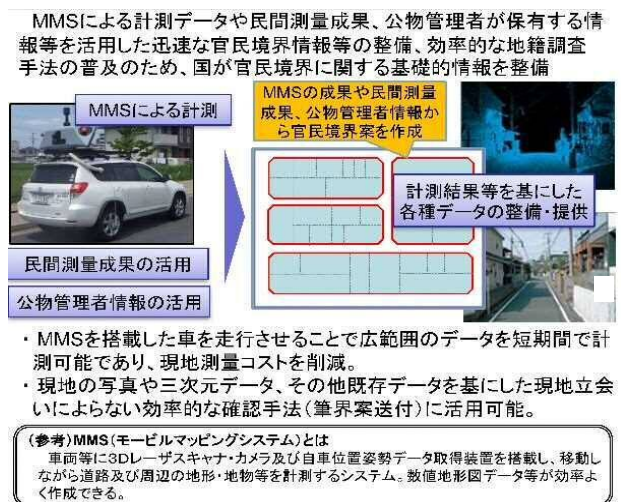 MMSによる計測データや民間測量成果、公物管理者が保有する情
報等を活用した迅速な官民境界情報等の整備、効率的な地籍調査
手法の普及のため、国が官民境界に関する基礎的情報を整備
MMSによる計測
MMSの成果や民間測量
成果、公物管理者情報か
ら官民境界案を作成
計測結果等を基にした
各種データの整備・提供
民間測量成果の活用
公物管理者情報の活用
・MMSを搭載した車を走行させることで広範囲のデータを短期間で計
測可能であり、現地測量コストを削減。
・現地の写真や三次元データ、その他既存データを基にした現地立会
いによらない効率的な確認手法(筆界案送付)に活用可能。
(参考)MMS(モービルマッピングシステム)とは
車両等に3Dレーザスキャナ・カメラ及び自車位置姿勢データ取得装置を搭載し、移動し
ながら道路及び周辺の地形・地物等を計測するシステム。数値地形図データ等が効率よ
く作成できる。